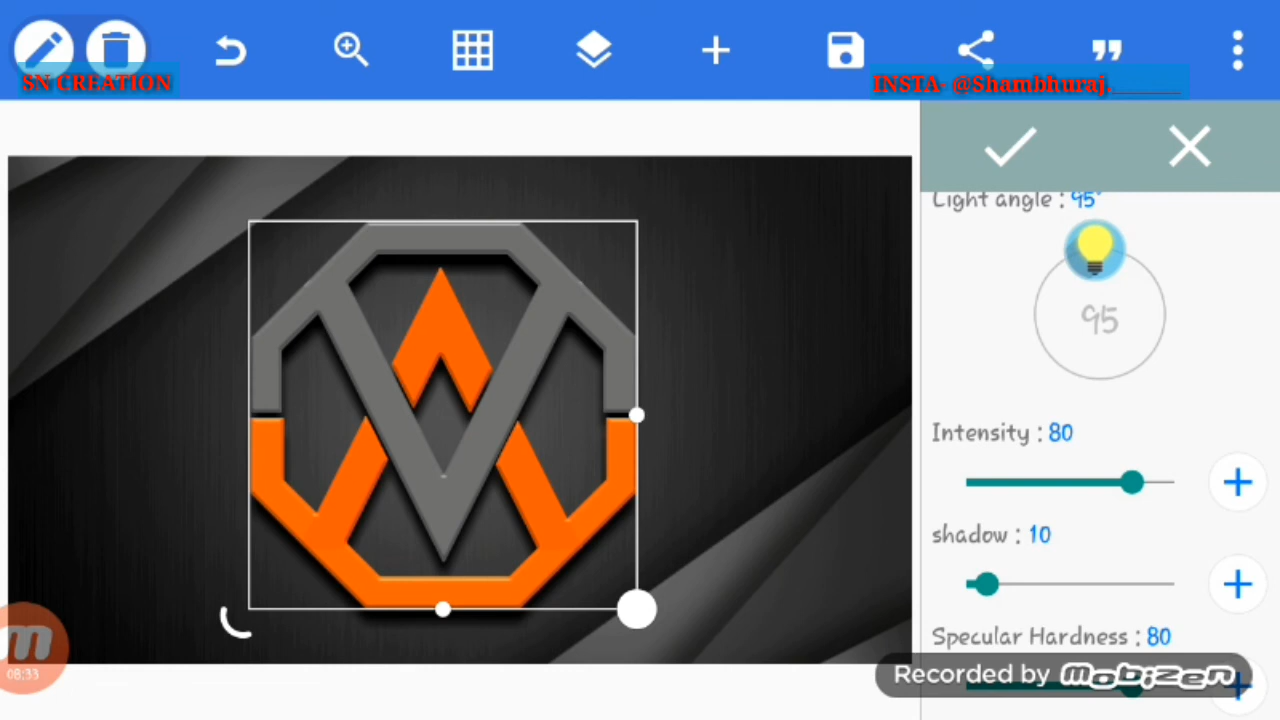 SN CREATION
INSTA- @Shambhuraj.______
Light angle : 95°
95
Intensity : 80
shadow : 10
Specular Hardness : 80
Recorded by mobizen
08:33